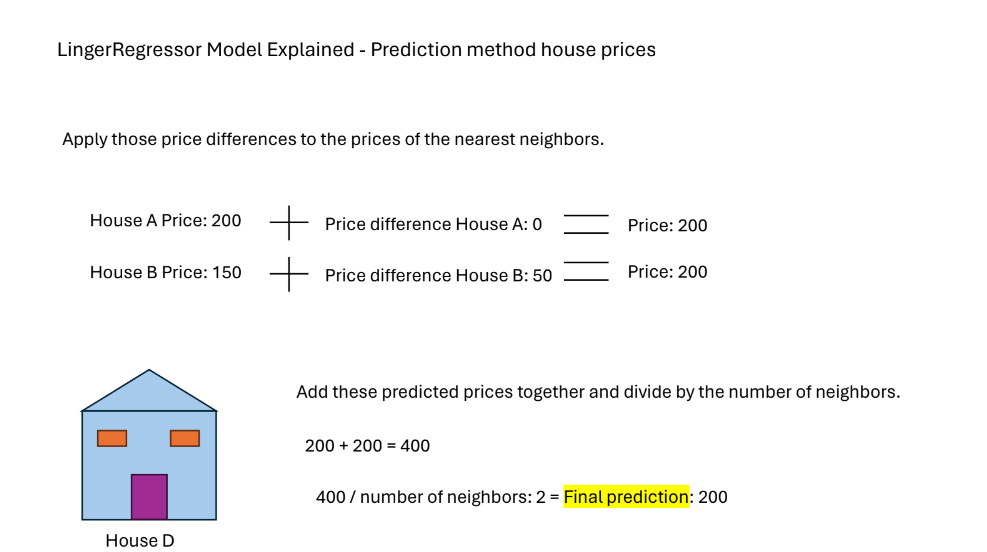 LingerRegressor Model Explained - Prediction method house prices
Apply those price differences to the prices of the nearest neighbors.
House A Price: 200 + Price difference House A: 0 = Price: 200
House B Price: 150 + Price difference House B: 50 = Price: 200
Add these predicted prices together and divide by the number of neighbors.
200 + 200 = 400
400 / number of neighbors: 2 = Final prediction: 200
House D